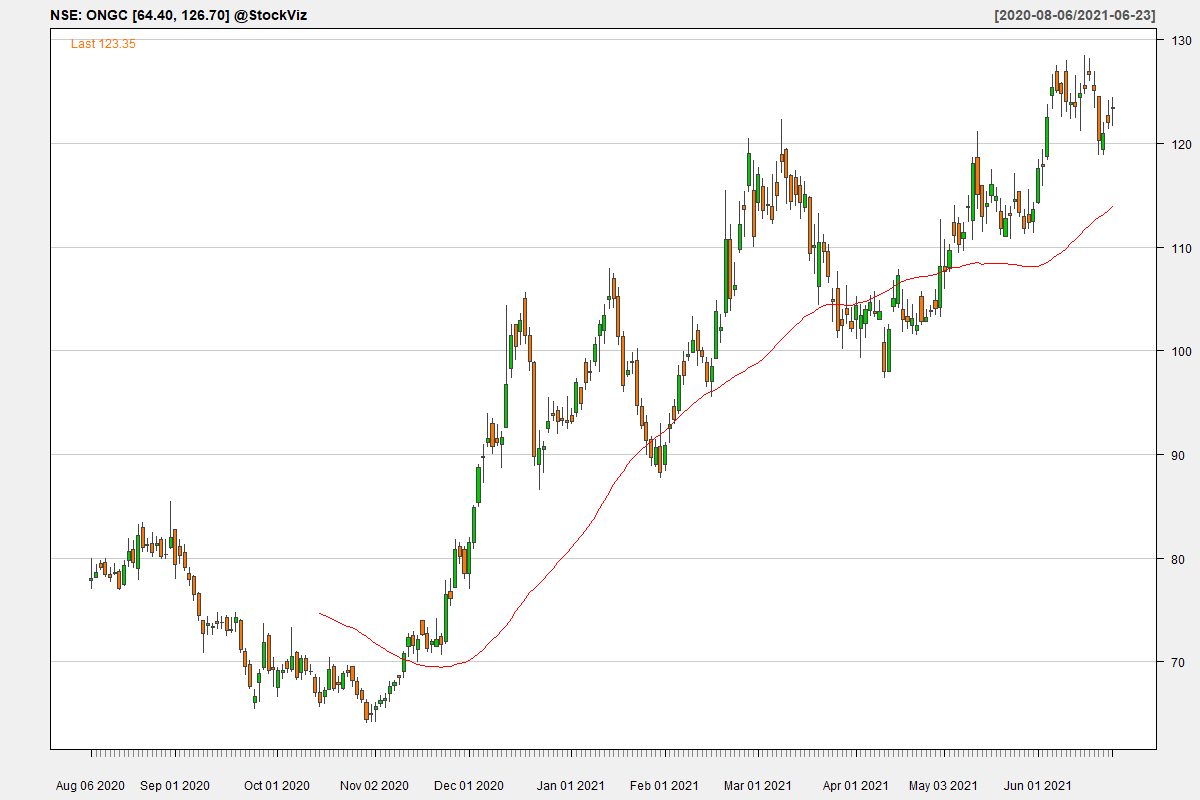 NSE: ONGC [64.40, 126.70] @StockViz
[2020-08-06/2021-06-23]
Last 123.35
130
120
110
100
90
80
70
Aug 06 2020
Sep 01 2020
Oct 01 2020
Nov 02 2020
Dec 01 2020
Jan 01 2021
Feb 01 2021
Mar 01 2021
Apr 01 2021
May 03 2021
Jun 01 2021